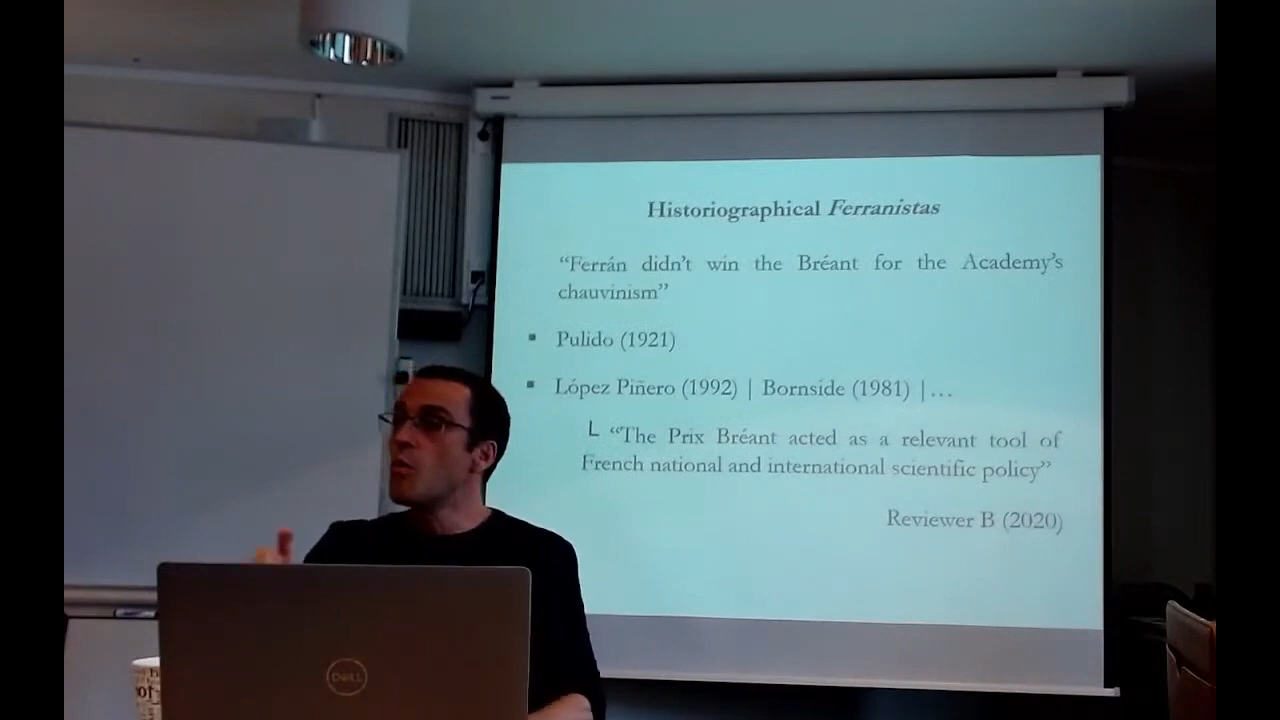 Historiographical Ferranistas
“Ferrán didn’t win the Bréant for the Academy’s
chauvinism”
▪ Pulido (1921)
▪ López Piñero (1992) | Bornside (1981) |…
└ “The Prix Bréant acted as a relevant tool of
French national and international scientific policy”
Reviewer B (2020)
DELL